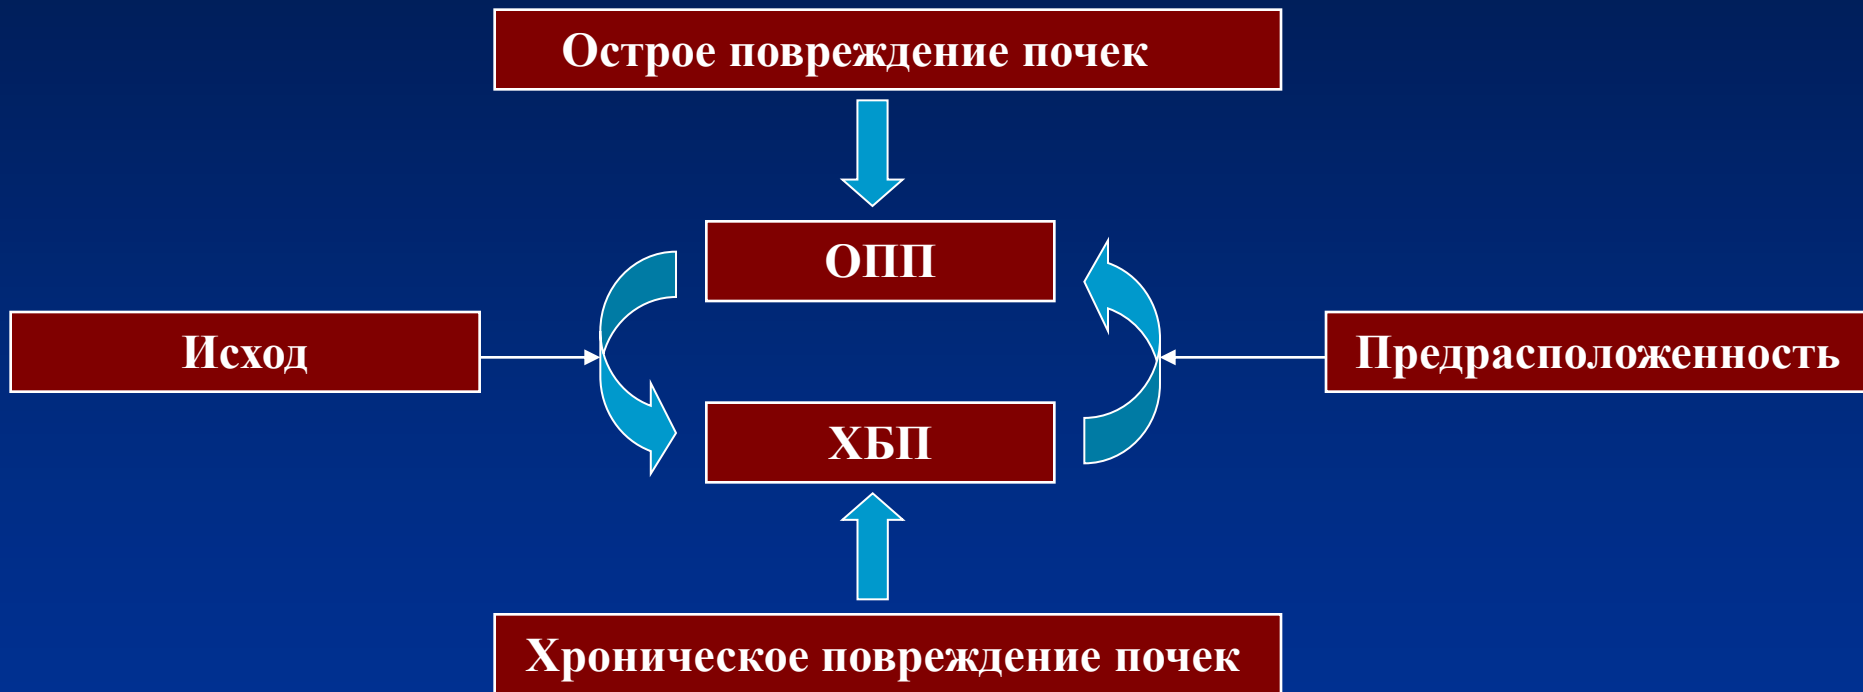 Острое повреждение почек
ОПП
Исход
Предрасположенность
ХБП
Хроническое повреждение почек